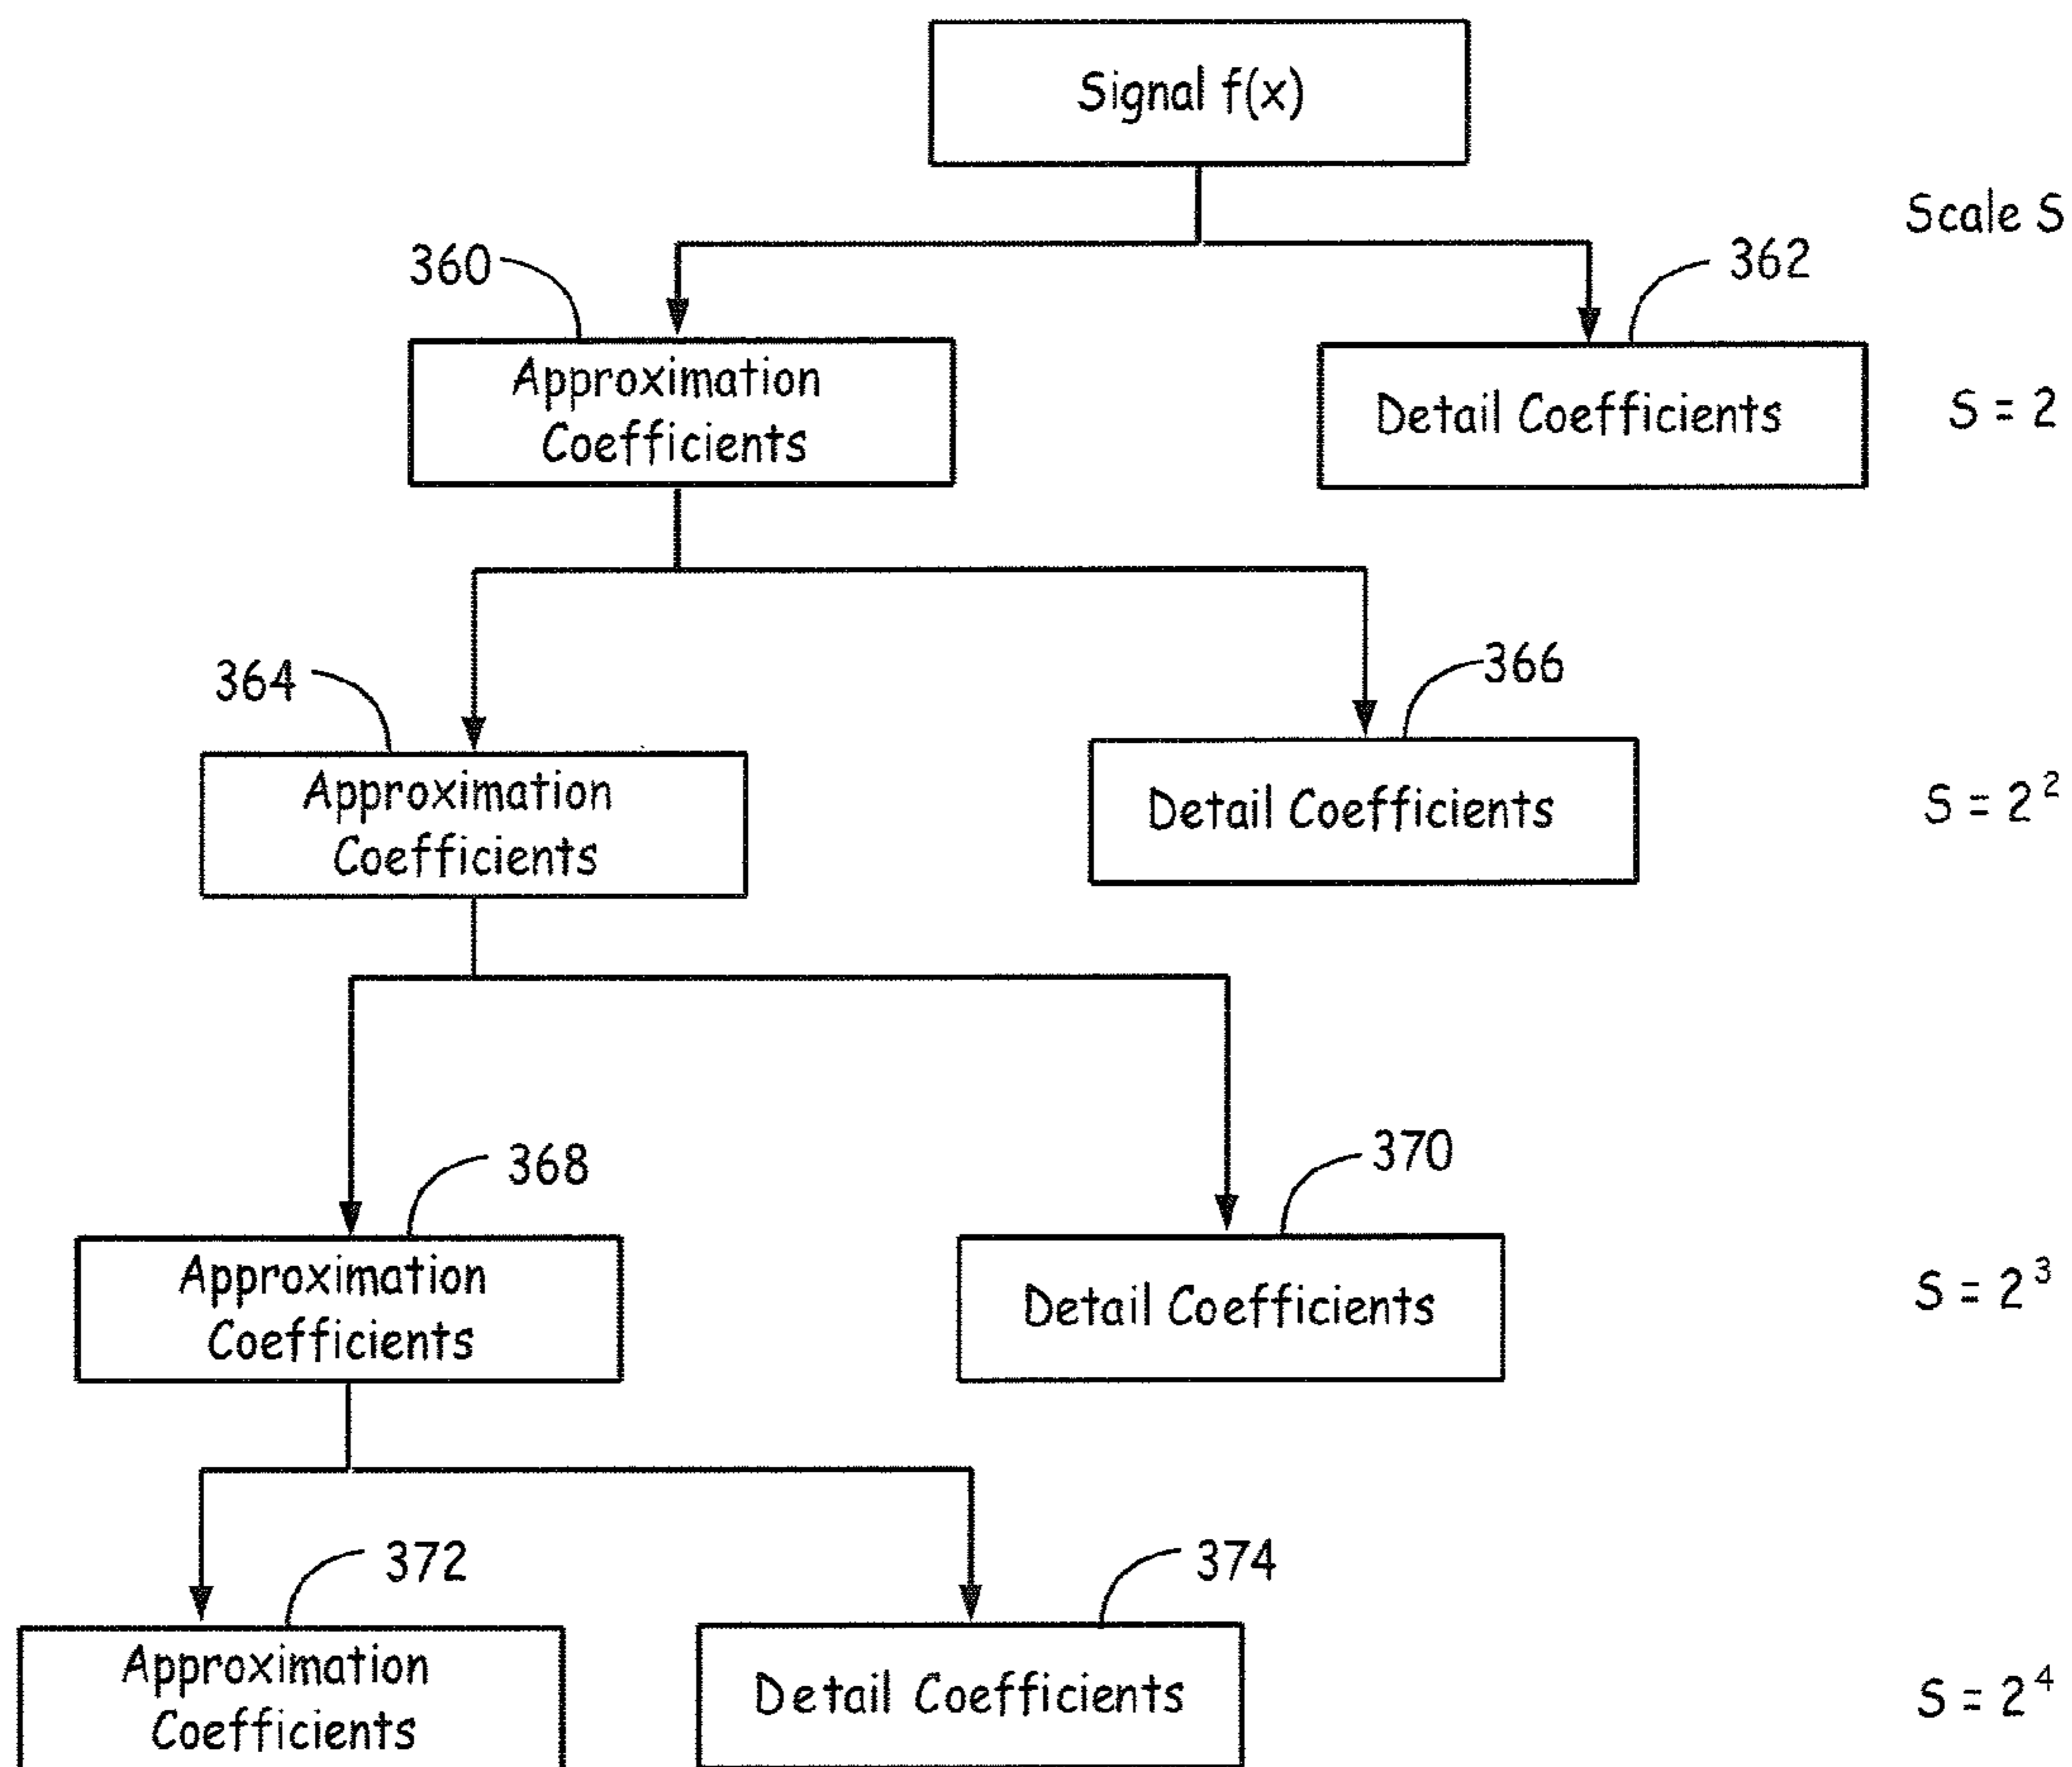 Signal f(x)
Scale S
360
362
Approximation
Coefficients
Detail Coefficients
S = 2
364
366
Approximation
Coefficients
Detail Coefficients
S = 2²
368
370
Approximation
Coefficients
Detail Coefficients
S = 2³
372
374
Approximation
Coefficients
Detail Coefficients
S = 2⁴